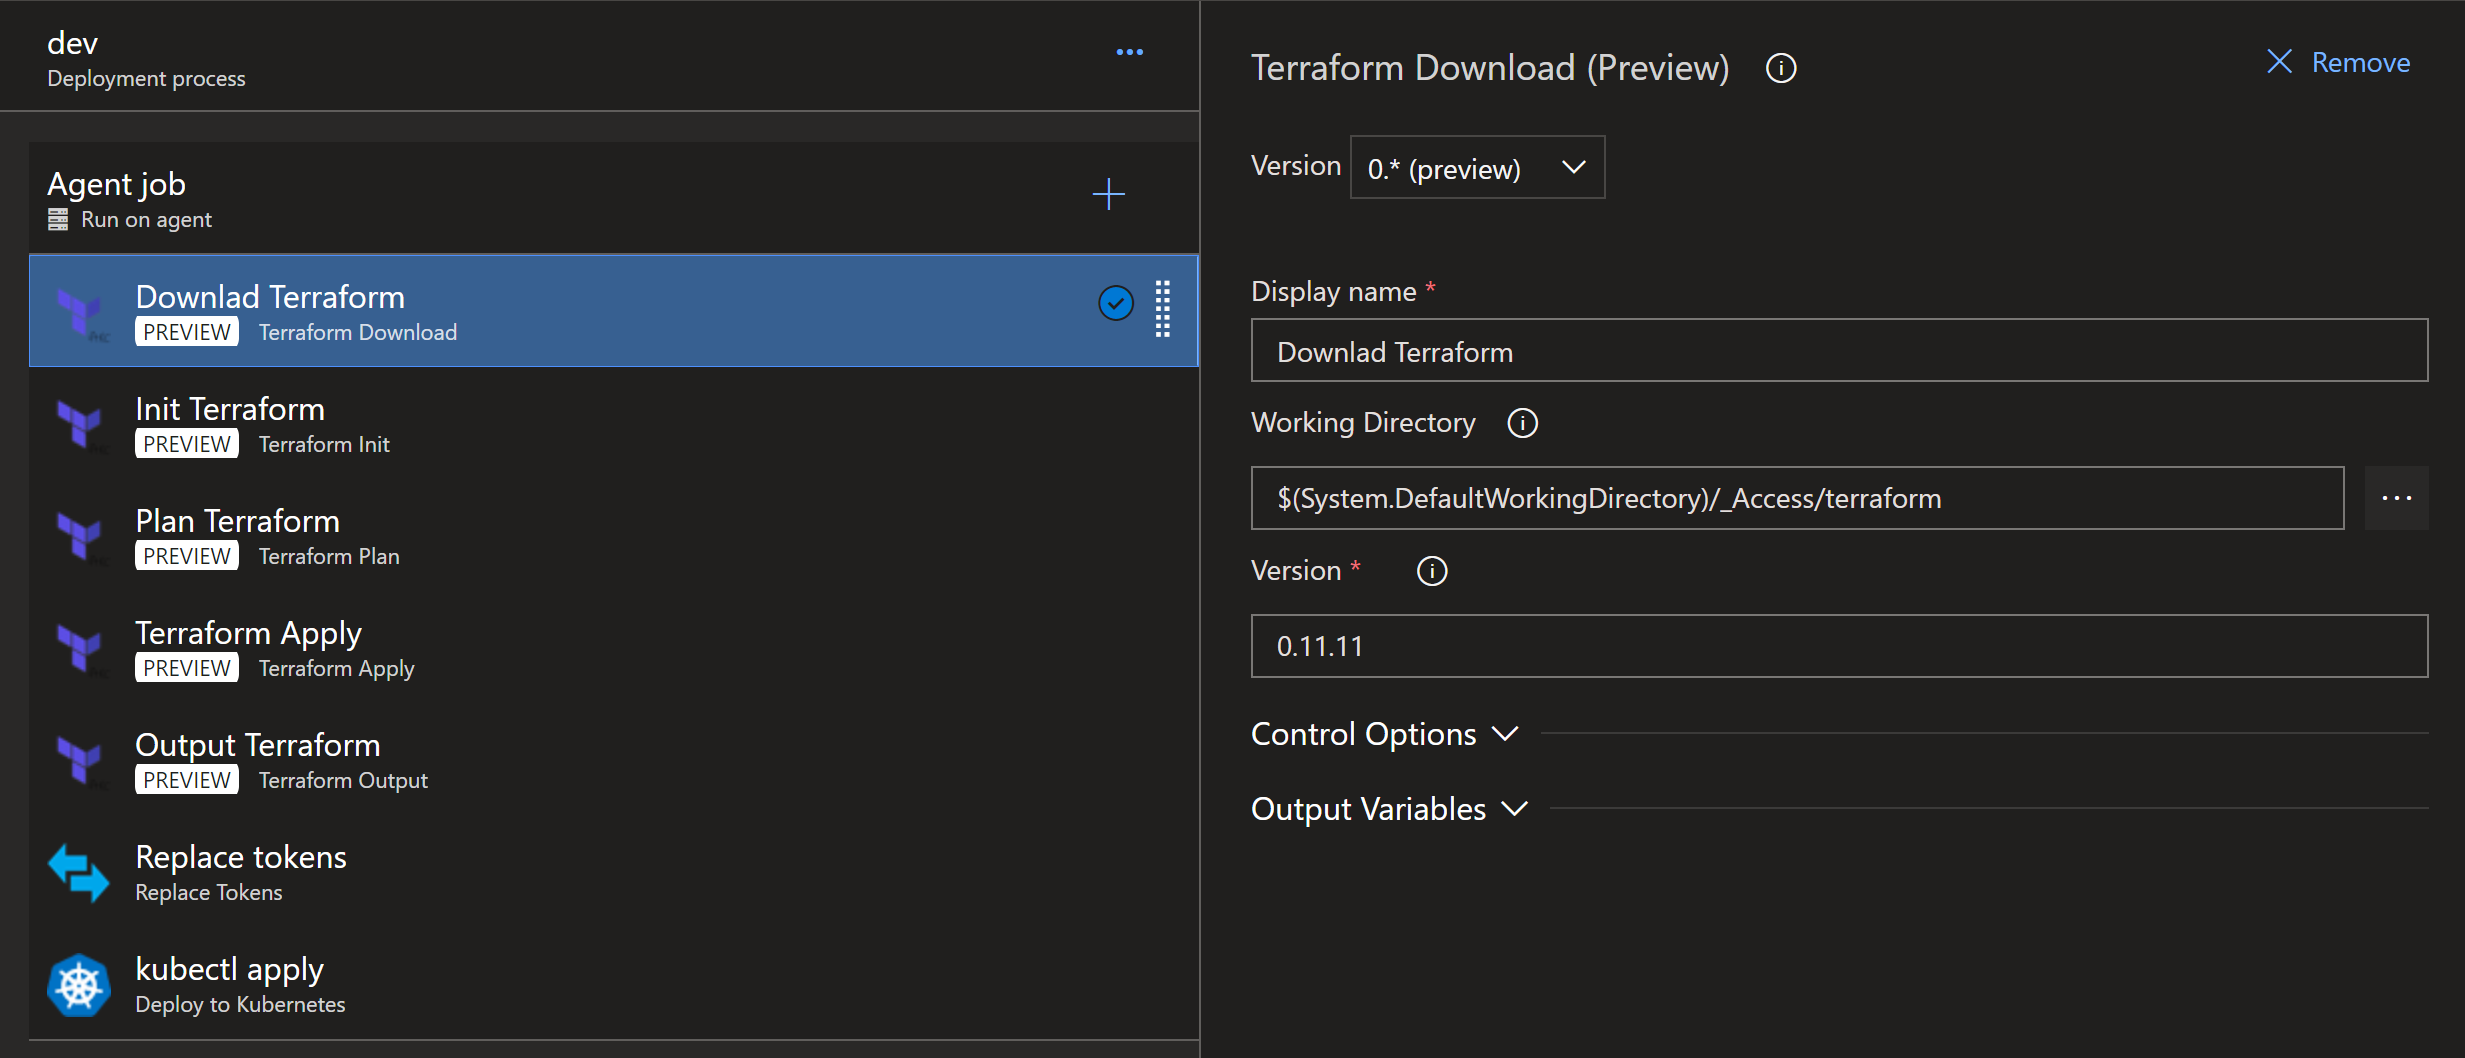 dev
Deployment process
Agent job
Run on agent
Downlad Terraform
PREVIEW Terraform Download
Init Terraform
PREVIEW Terraform Init
Plan Terraform
PREVIEW Terraform Plan
Terraform Apply
PREVIEW Terraform Apply
Output Terraform
PREVIEW Terraform Output
Replace tokens
Replace Tokens
kubectl apply
Deploy to Kubernetes
Terraform Download (Preview)
Remove
Version 0.* (preview)
Display name *
Downlad Terraform
Working Directory
$(System.DefaultWorkingDirectory)/_Access/terraform
Version *
0.11.11
Control Options
Output Variables